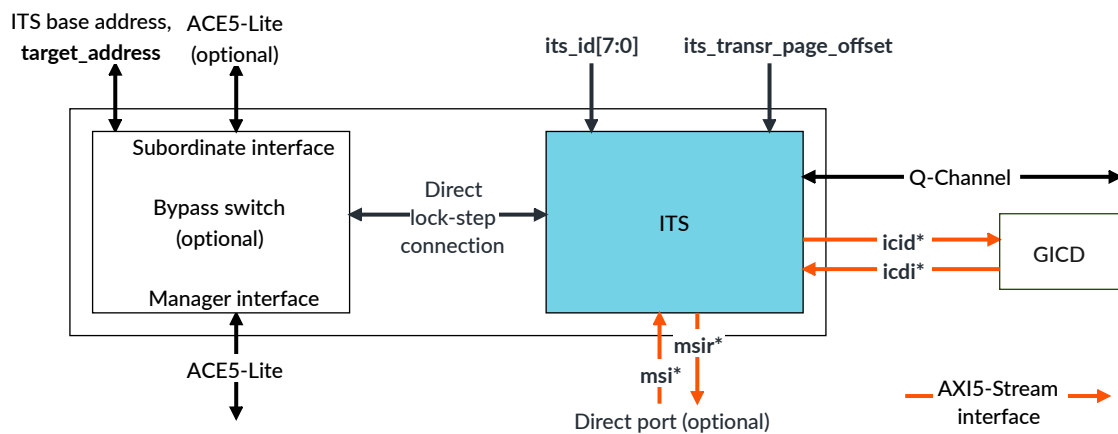 ITS base address,
target_address
ACE5-Lite
(optional)
its_id[7:0]
its_transr_page_offset
Subordinate interface
Bypass switch
(optional)
Manager interface
Direct
lock-step
connection
ITS
Q-Channel
icid*
icdi*
GICD
ACE5-Lite
msir*
msi*
Direct port (optional)
AXI5-Stream
interface